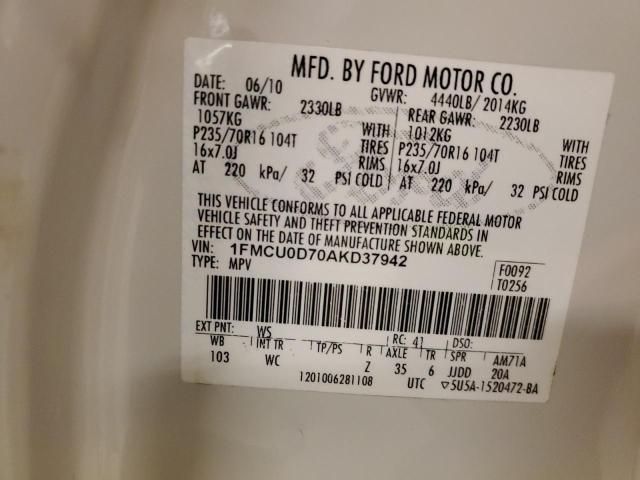 MFD. BY FORD MOTOR CO.
DATE: 06/10 GVWR: 4440LB/2014KG
FRONT GAWR: 2330LB REAR GAWR: 2230LB
1057KG WITH 1012KG WITH
P235/70R16 104T TIRES P235/70R16 104T TIRES
16x7.0J RIMS 16x7.0J RIMS
AT 220 kPa/ 32 PSI COLD AT 220 kPa/ 32 PSI COLD
THIS VEHICLE CONFORMS TO ALL APPLICABLE FEDERAL MOTOR
VEHICLE SAFETY AND THEFT PREVENTION STANDARDS IN
EFFECT ON THE DATE OF MANUFACTURE SHOWN ABOVE.
VIN: 1FMCU0D70AKD37942
TYPE: MPV
F0092
T0256
EXT PNT: WS RC: 41 DSO:
WB INT TR TP/PS R AXLE TR SPR AM71A
103 WC Z 35 6 JJDD 20A
1201006281108 UTC ▽5U5A-1520472-BA